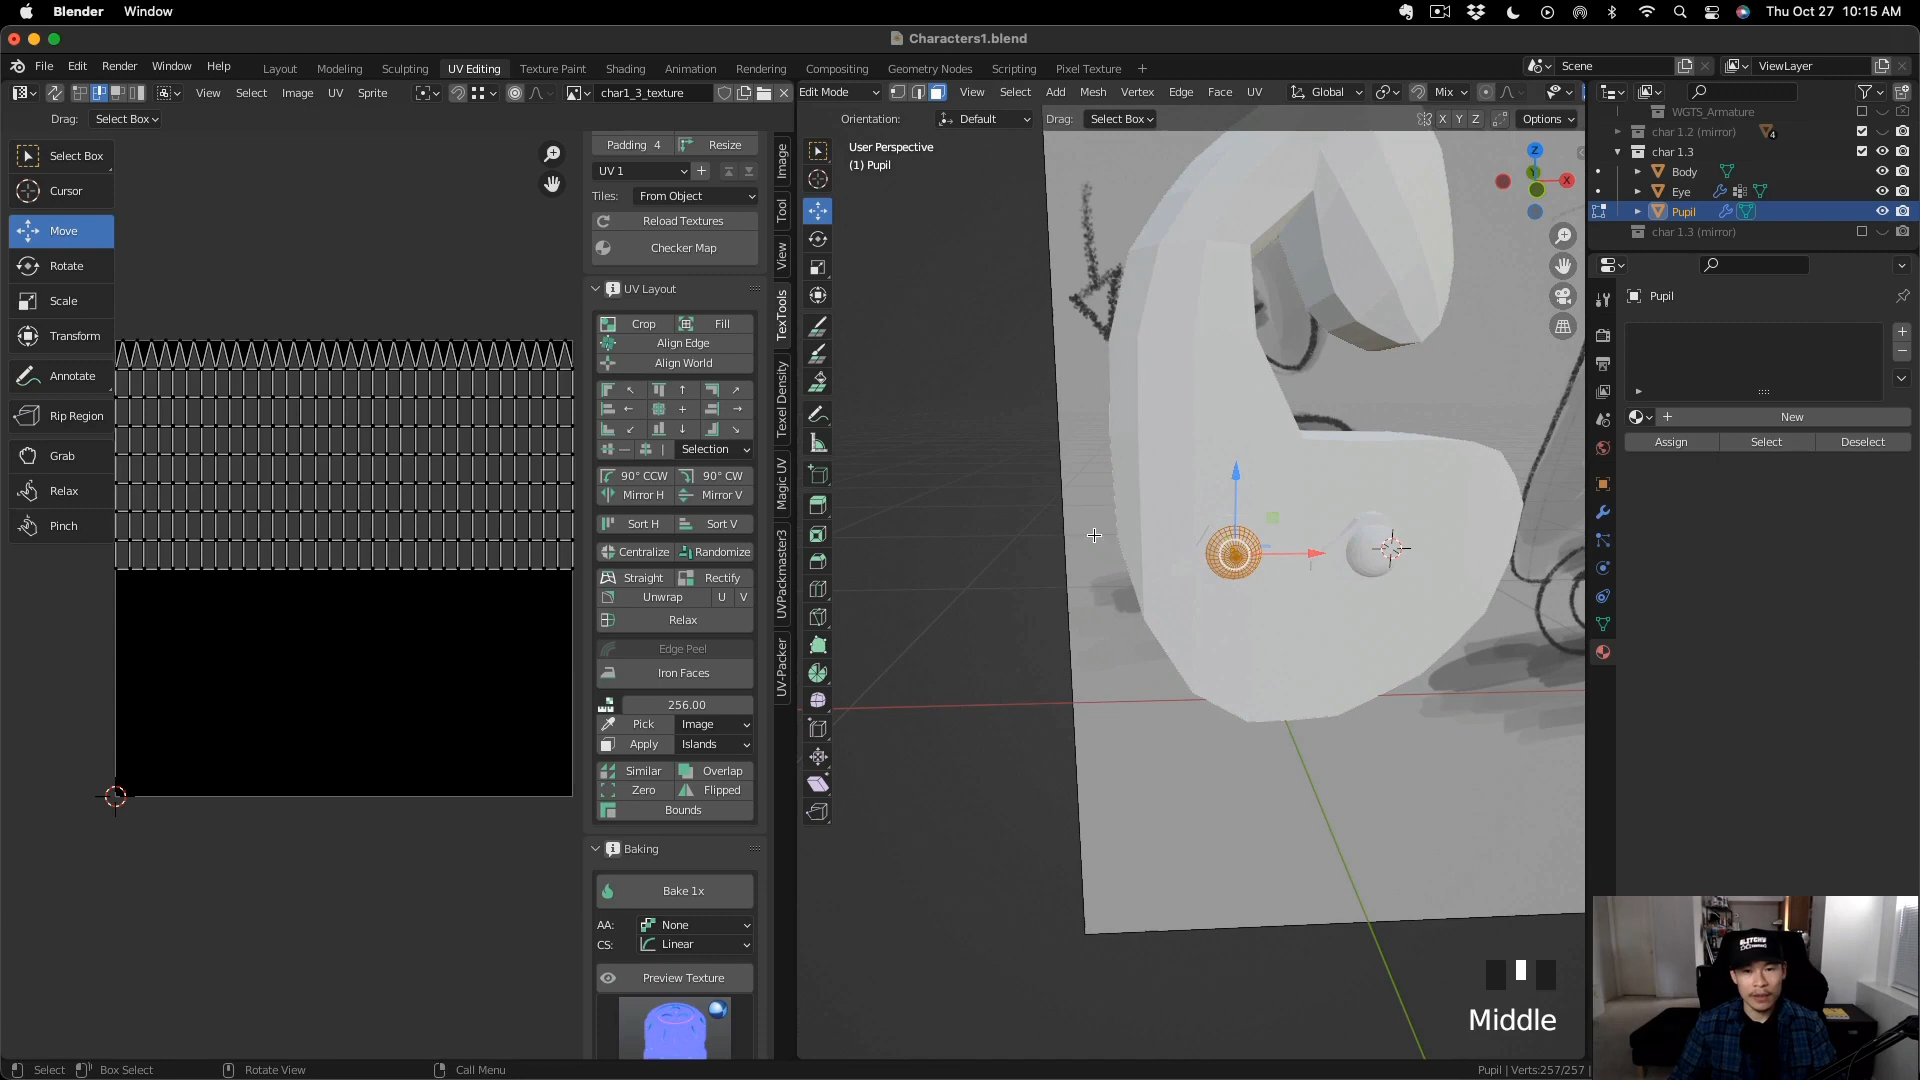 Blender Window Thu Oct 27 10:15 AM
Characters1.blend
File Edit Render Window Help Layout Modeling Sculpting UV Editing Texture Paint Shading Animation Rendering Compositing Geometry Nodes Scripting Pixel Texture + Scene ViewLayer
View Select Image UV Sprite char1_3_texture Edit Mode View Select Add Mesh Vertex Edge Face UV Global Mix
Drag: Select Box Orientation: Default Drag: Select Box X Y Z Options
WGTS_Armature
char 1.2 (mirror) 4
char 1.3
Body
Eye
Pupil
char 1.3 (mirror)
Select Box
Cursor
Move
Rotate
Scale
Transform
Annotate
Rip Region
Grab
Relax
Pinch
Padding 4 Resize
UV 1
Tiles: From Object
Reload Textures
Checker Map
UV Layout
Crop Fill
Align Edge
Align World
Selection
90° CCW 90° CW
Mirror H Mirror V
Sort H Sort V
Centralize Randomize
Straight Rectify
Unwrap U V
Relax
Edge Peel
Iron Faces
256.00
Pick Image
Apply Islands
Similar Overlap
Zero Flipped
Bounds
Baking
Bake 1x
AA: None
CS: Linear
Preview Texture
Image
Tool
View
TexTools
Texel Density
Magic UV
UVPackmaster3
UV-Packer
User Perspective
(1) Pupil
Z
X
Y
Pupil
New
Assign Select Deselect
Middle
GLITCHY
Select Box Select Rotate View Call Menu Pupil | Verts:257/257 |